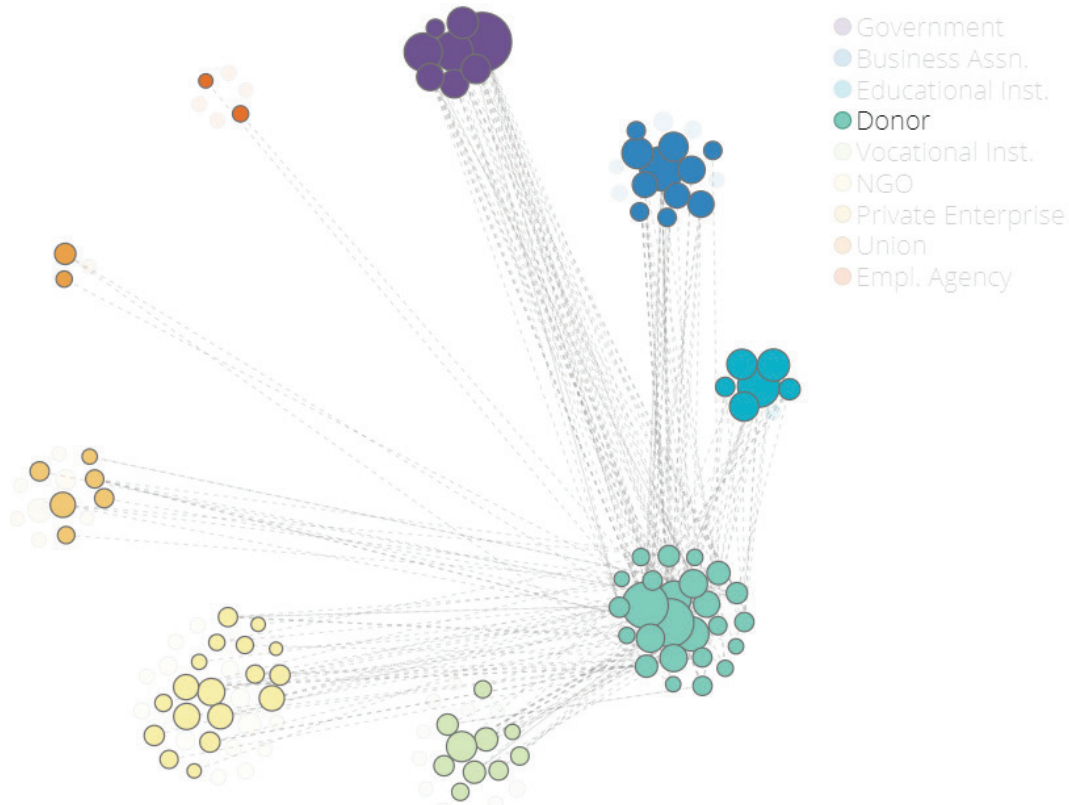 Government
Business Assn.
Educational Inst.
Donor
Vocational Inst.
NGO
Private Enterprise
Union
Empl. Agency